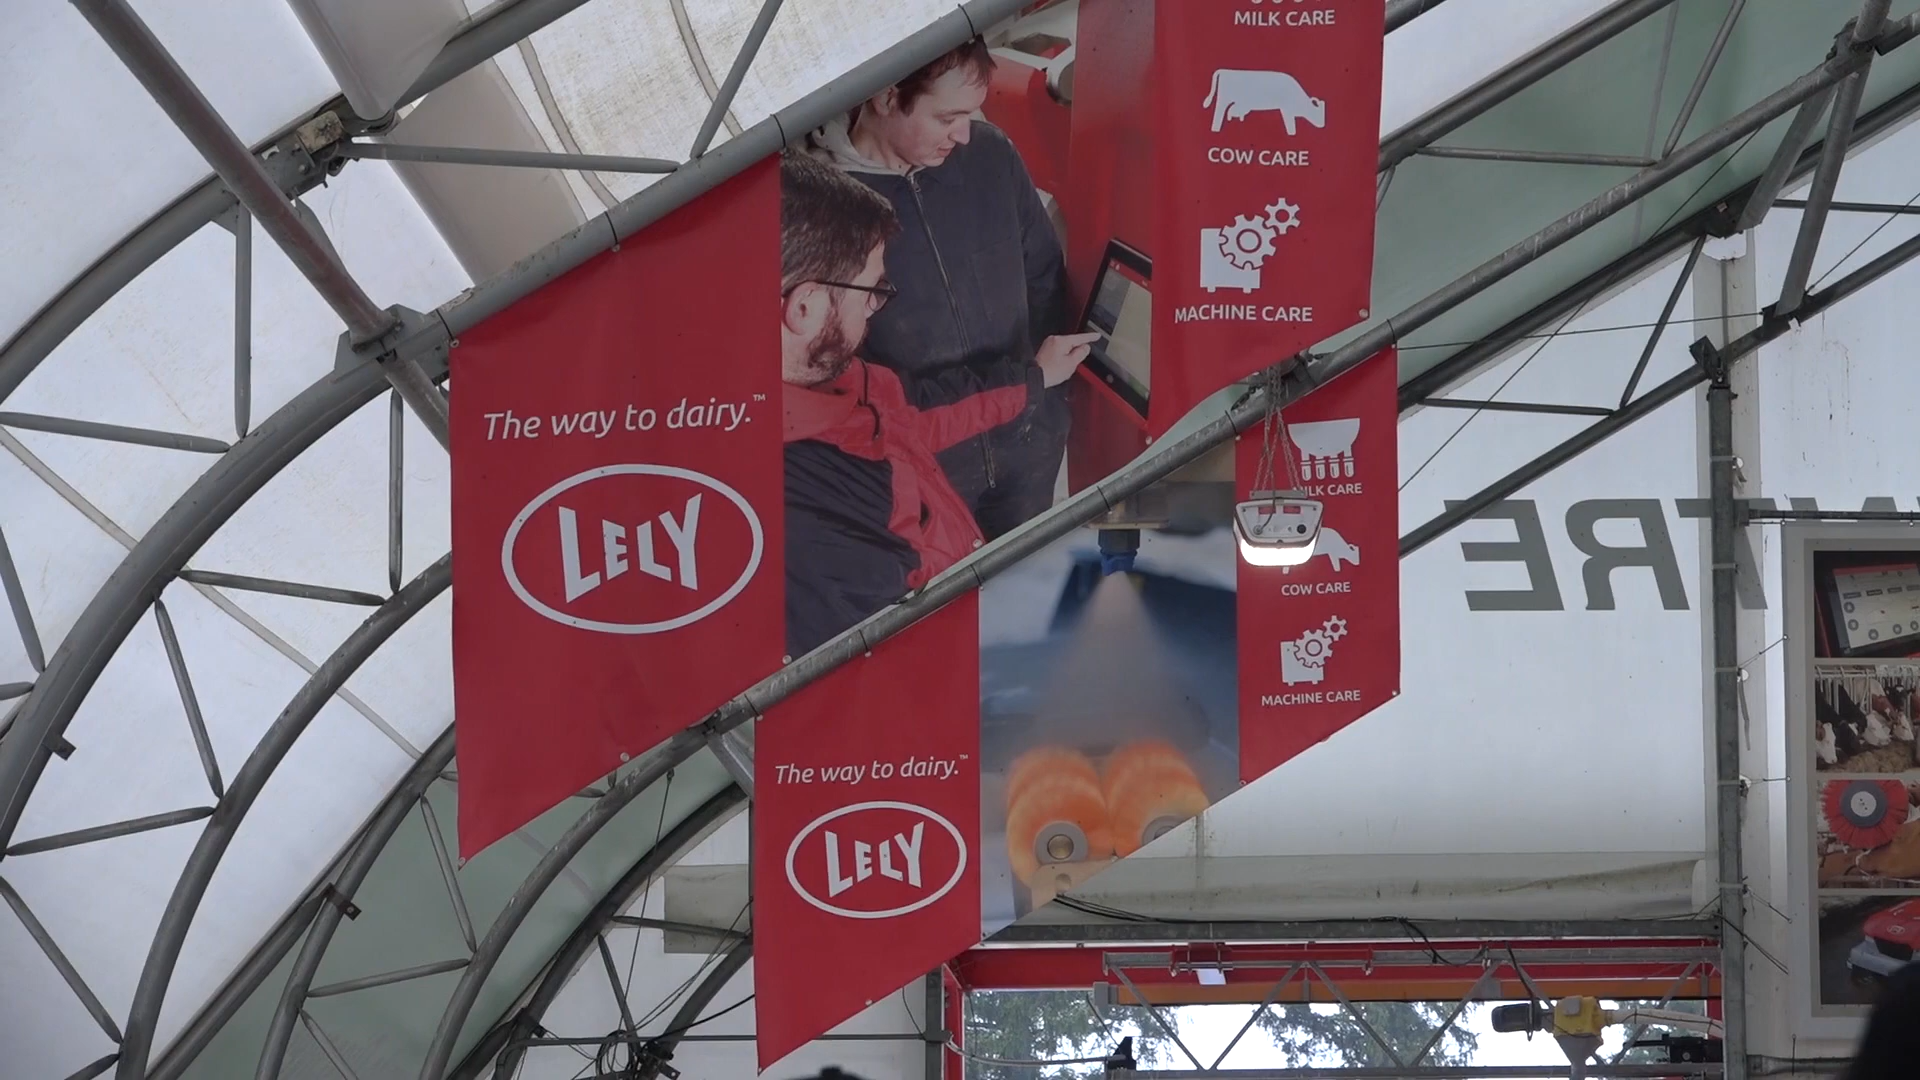 MILK CARE
COW CARE
MACHINE CARE
The way to dairy.™
LELY
CARE
COW CARE
MACHINE CARE
The way to dairy.™
LELY